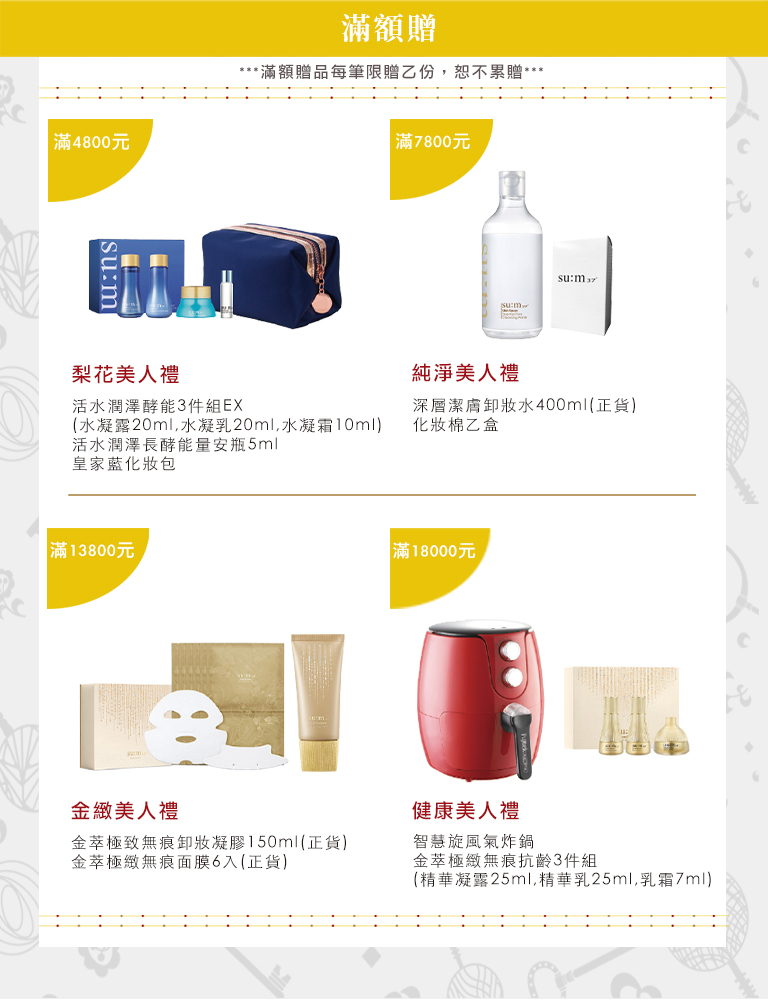 滿額贈
***滿額贈品每筆限贈乙份，恕不累贈***
滿4800元
滿7800元
su:m
su:m
su:m37°
su:m37°
梨花美人禮
純淨美人禮
活水潤澤酵能3件組EX
(水凝露20ml,水凝乳20ml,水凝霜10ml)
活水潤澤長酵能量安瓶5ml
皇家藍化妝包
深層潔膚卸妝水400ml(正貨)
化妝棉乙盒
滿13800元
滿18000元
金緻美人禮
健康美人禮
金萃極致無痕卸妝凝膠150ml(正貨)
金萃極緻無痕面膜6入(正貨)
智慧旋風氣炸鍋
金萃極緻無痕抗齡3件組
(精華凝露25ml,精華乳25ml,乳霜7ml)